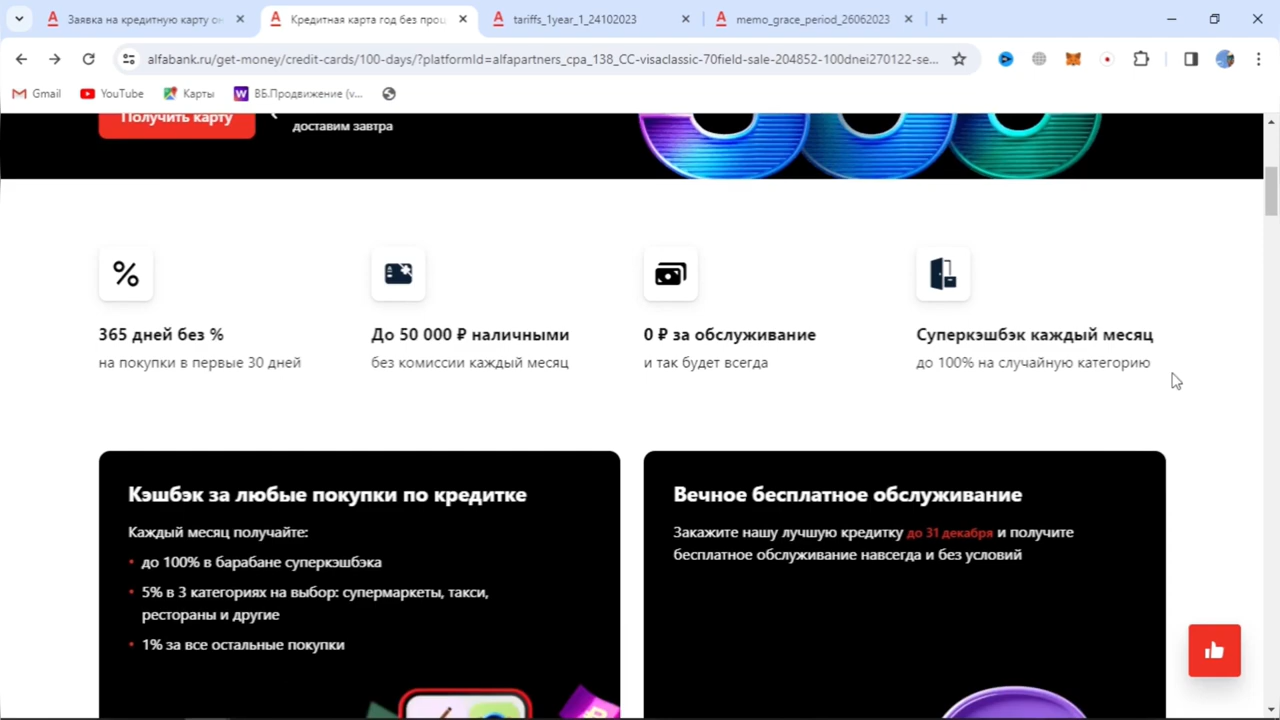 Заявка на кредитную карту он
Кредитная карта год без проц
tariffs_1year_1_24102023
memo_grace_period_26062023
alfabank.ru/get-money/credit-cards/100-days/?platformId=alfapartners_cpa_138_CC-visaclassic-70field-sale-204852-100dnei270122-se...
Gmail
YouTube
Карты
ВБ.Продвижение (v...
Получить карту
доставим завтра
%
365 дней без %
на покупки в первые 30 дней
До 50 000 ₽ наличными
без комиссии каждый месяц
0 ₽ за обслуживание
и так будет всегда
Суперкэшбэк каждый месяц
до 100% на случайную категорию
Кэшбэк за любые покупки по кредитке
Каждый месяц получайте:
• до 100% в барабане суперкэшбэка
• 5% в 3 категориях на выбор: супермаркеты, такси,
рестораны и другие
• 1% за все остальные покупки
Вечное бесплатное обслуживание
Закажите нашу лучшую кредитку до 31 декабря и получите
бесплатное обслуживание навсегда и без условий